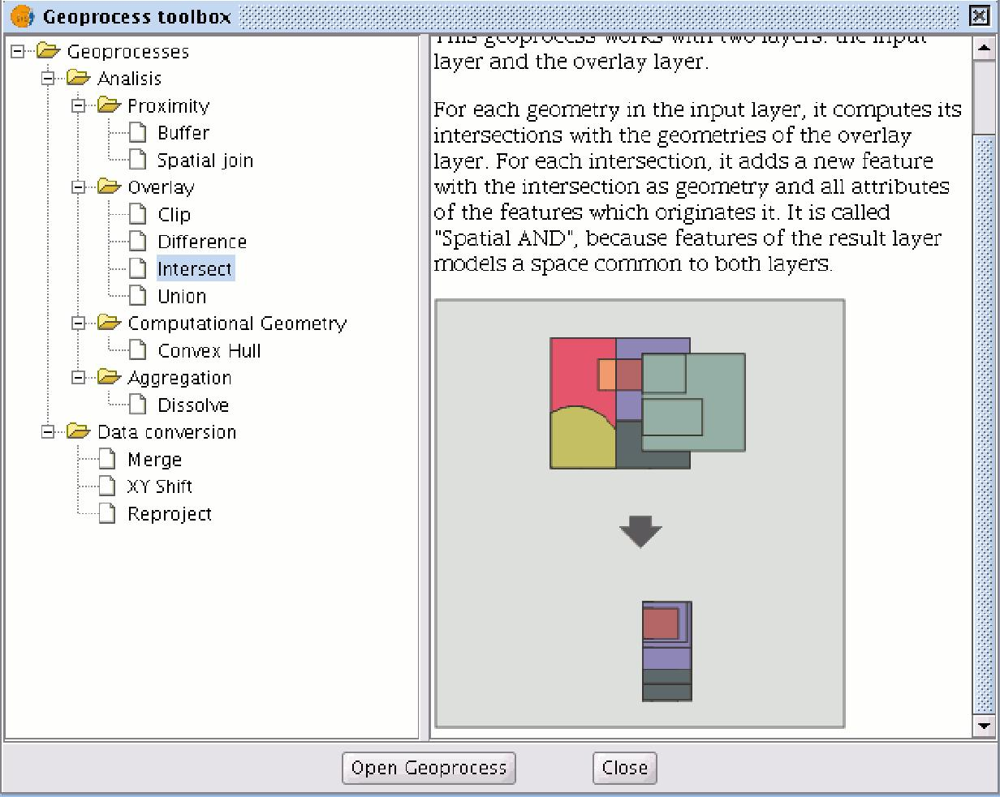 Geoprocess toolbox
Geoprocesses
Analisis
Proximity
Buffer
Spatial join
Overlay
Clip
Difference
Intersect
Union
Computational Geometry
Convex Hull
Aggregation
Dissolve
Data conversion
Merge
XY Shift
Reproject
This geoprocess works with two layers: the input
layer and the overlay layer.
For each geometry in the input layer, it computes its
intersections with the geometries of the overlay
layer. For each intersection, it adds a new feature
with the intersection as geometry and all attributes
of the features which originates it. It is called
"Spatial AND", because features of the result layer
models a space common to both layers.
Open Geoprocess
Close